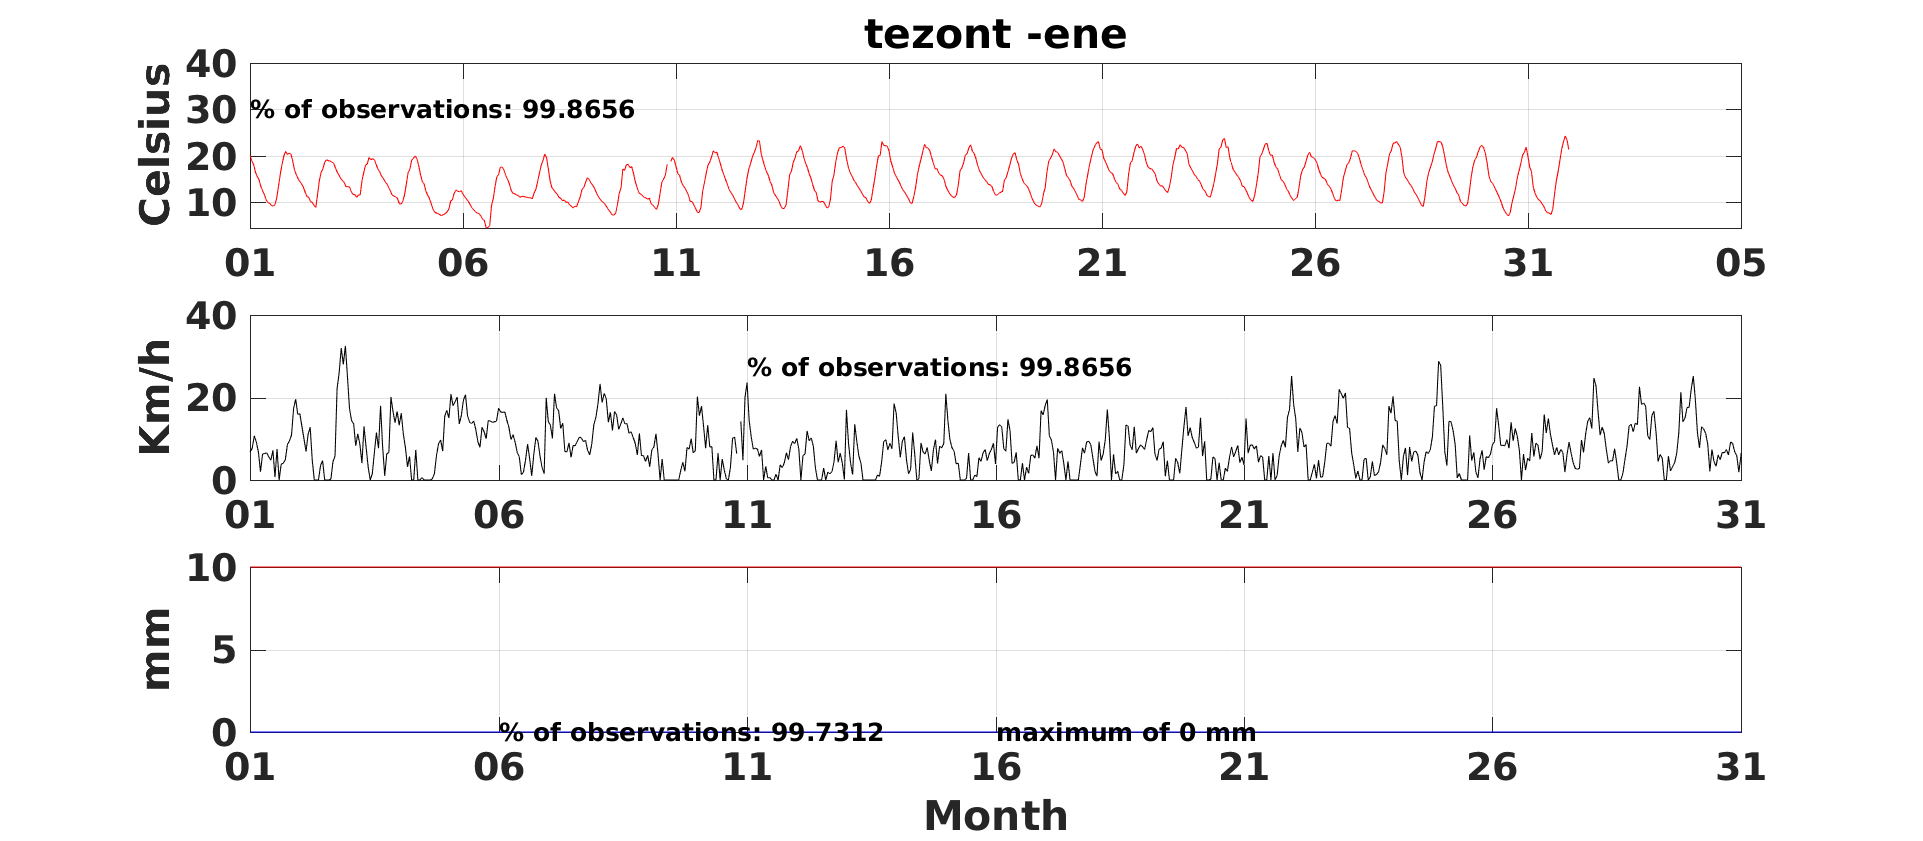 tezont -ene
Celsius
40
30
20
10
% of observations: 99.8656
01 06 11 16 21 26 31 05
Km/h
40
20
0
% of observations: 99.8656
01 06 11 16 21 26 31
mm
10
5
0
% of observations: 99.7312 maximum of 0 mm
01 06 11 16 21 26 31
Month